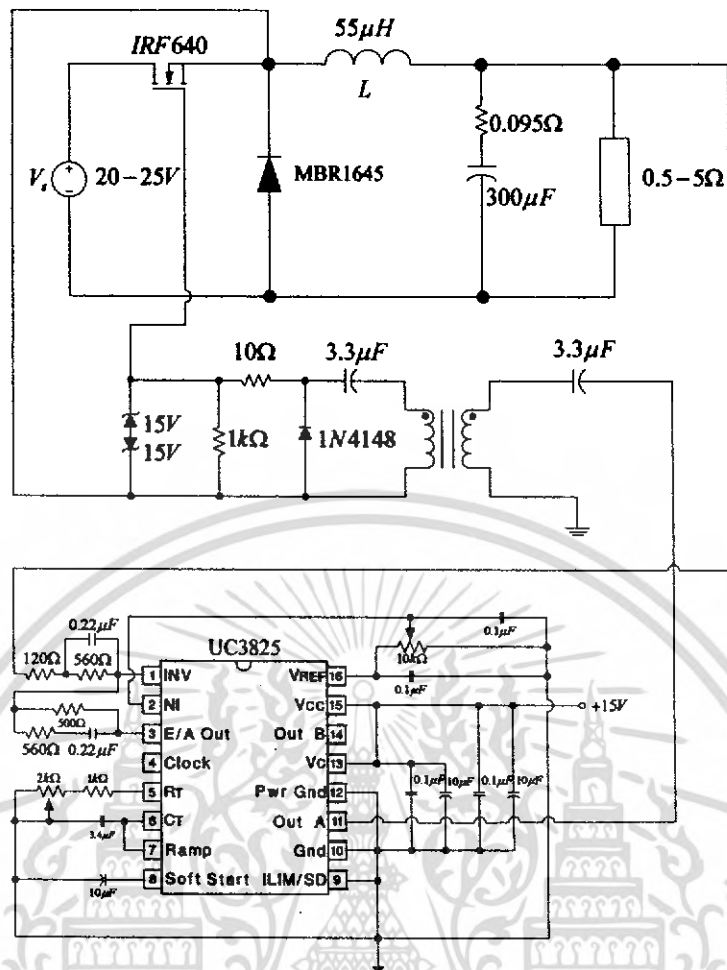 55μH
IRF640
L
0.095Ω
Vs
+
−
20−25V
MBR1645
300μF
0.5−5Ω
10Ω
3.3μF
3.3μF
15V
15V
1kΩ
1N4148
0.22μF
UC3825
0.1μF
120Ω
560Ω
10kΩ
1 INV
VREF 16
0.1μF
2 NI
VCC 15
+15V
500Ω
3 E/A Out
Out B 14
560Ω
0.22μF
4 Clock
VC 13
2kΩ
1kΩ
0.1μF
10μF
0.1μF
10μF
5 RT
Pwr Gnd 12
6 CT
Out A 11
7 Ramp
Gnd 10
10μF
8 Soft Start
ILIM/SD 9